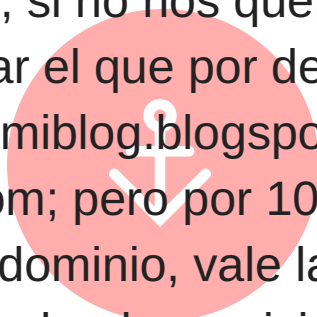 , si no nos que
ar el que por de
miblog.blogspo
om; pero por 10
dominio, vale la